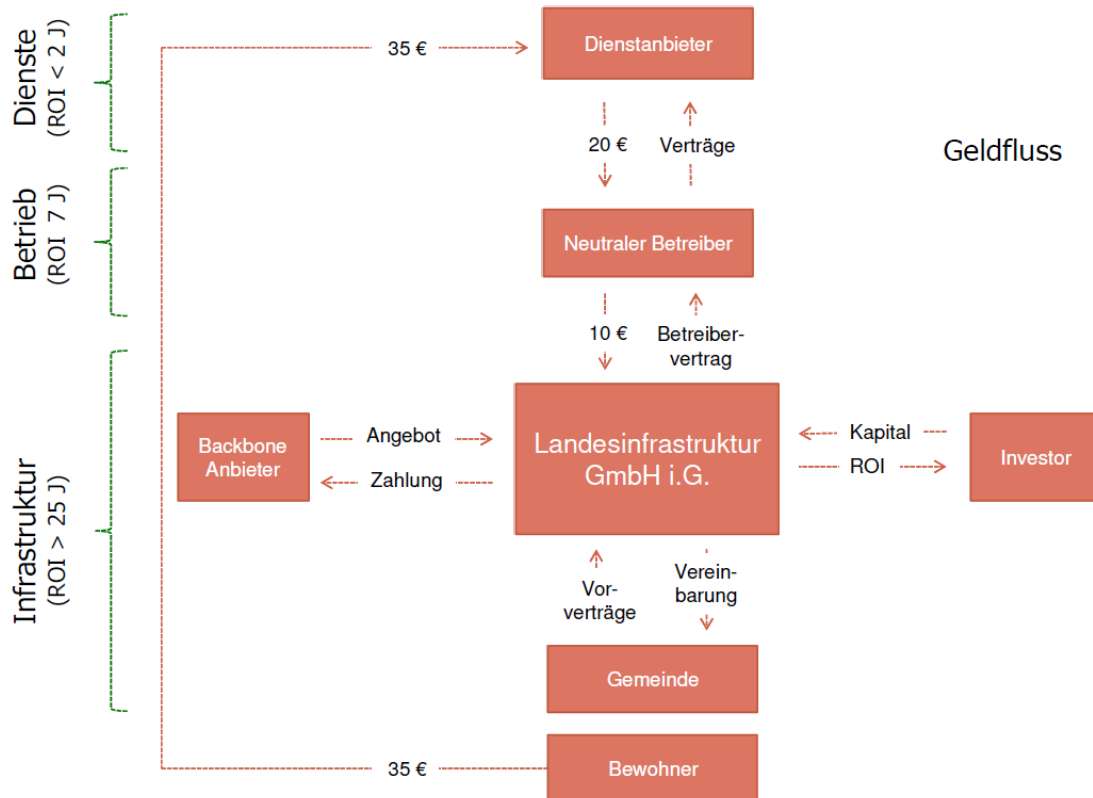 Dienste
(ROI < 2 J)
Betrieb
(ROI 7 J)
Infrastruktur
(ROI > 25 J)
Geldfluss
35 €
Dienstanbieter
20 €
Verträge
Neutraler Betreiber
10 €
Betreiber-
vertrag
Backbone
Anbieter
Angebot
Zahlung
Landesinfrastruktur
GmbH i.G.
Kapital
ROI
Investor
Vor-
verträge
Verein-
barung
Gemeinde
35 €
Bewohner